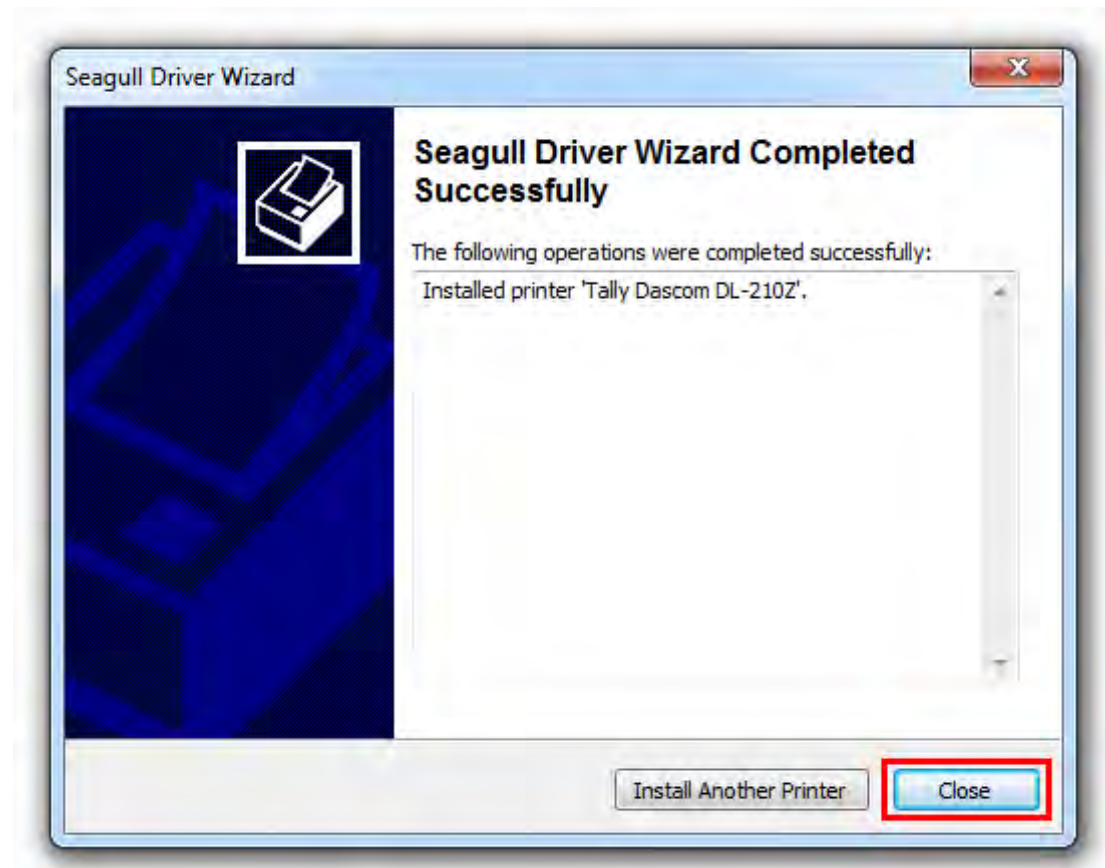 Seagull Driver Wizard
Seagull Driver Wizard Completed
Successfully
The following operations were completed successfully:
Installed printer 'Tally Dascom DL-210Z'.
Install Another Printer
Close